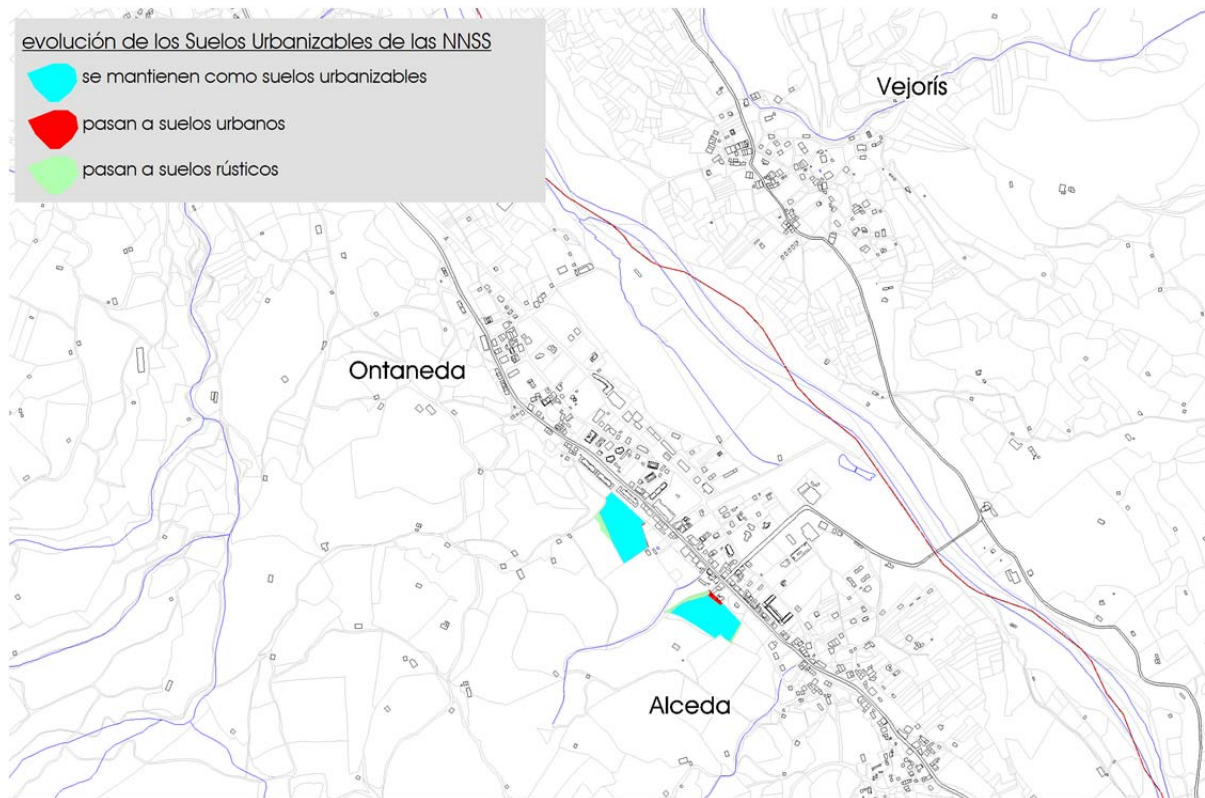 evolución de los Suelos Urbanizables de las NNSS
se mantienen como suelos urbanizables
pasan a suelos urbanos
pasan a suelos rústicos
Vejorís
Ontaneda
Alceda